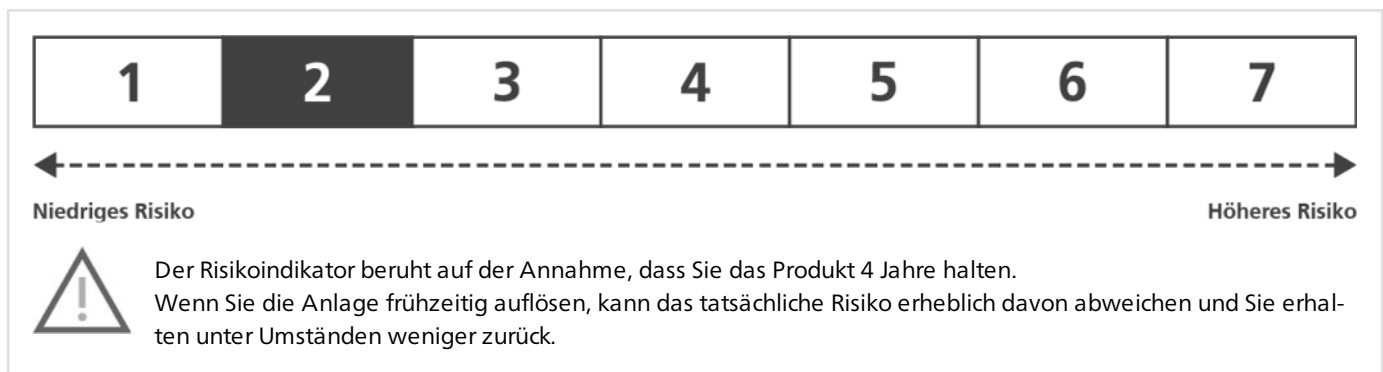 1 2 3 4 5 6 7
Niedriges Risiko Höheres Risiko
Der Risikoindikator beruht auf der Annahme, dass Sie das Produkt 4 Jahre halten.
Wenn Sie die Anlage frühzeitig auflösen, kann das tatsächliche Risiko erheblich davon abweichen und Sie erhal-
ten unter Umständen weniger zurück.